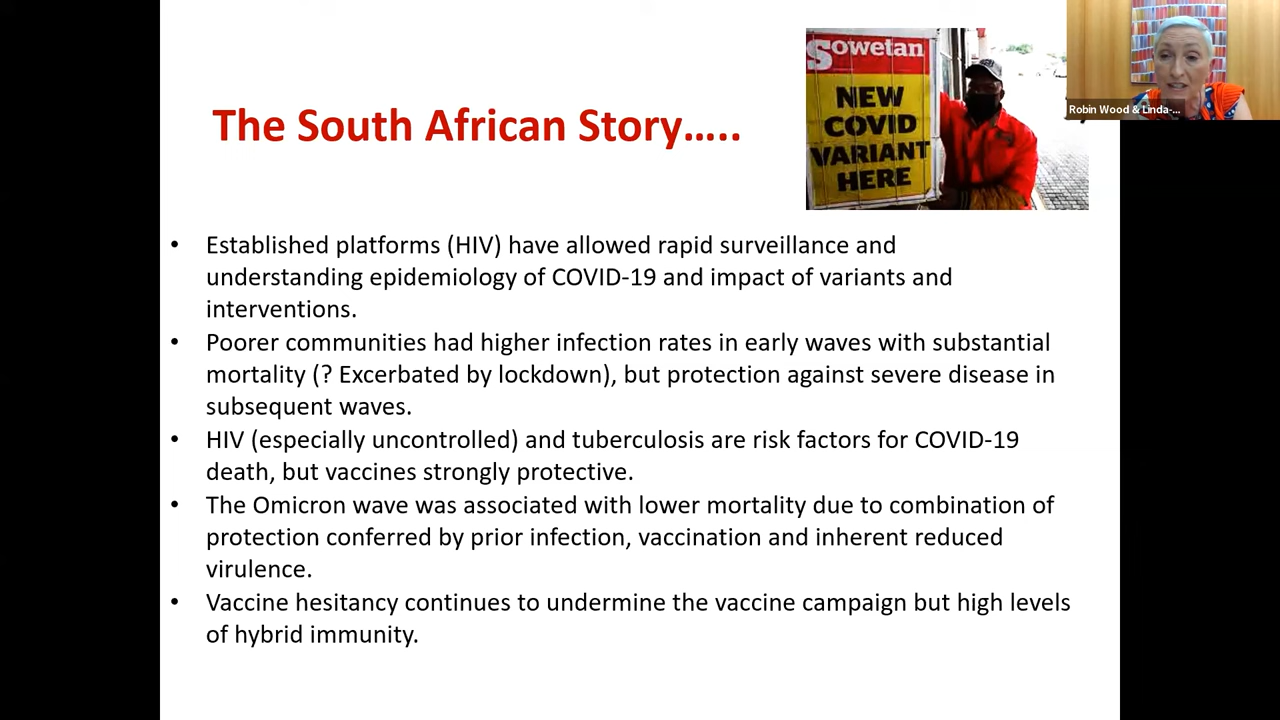 Sowetan
NEW
COVID
VARIANT
HERE
Robin Wood & Linda-...
The South African Story…..
• Established platforms (HIV) have allowed rapid surveillance and
understanding epidemiology of COVID-19 and impact of variants and
interventions.
• Poorer communities had higher infection rates in early waves with substantial
mortality (? Excerbated by lockdown), but protection against severe disease in
subsequent waves.
• HIV (especially uncontrolled) and tuberculosis are risk factors for COVID-19
death, but vaccines strongly protective.
• The Omicron wave was associated with lower mortality due to combination of
protection conferred by prior infection, vaccination and inherent reduced
virulence.
• Vaccine hesitancy continues to undermine the vaccine campaign but high levels
of hybrid immunity.